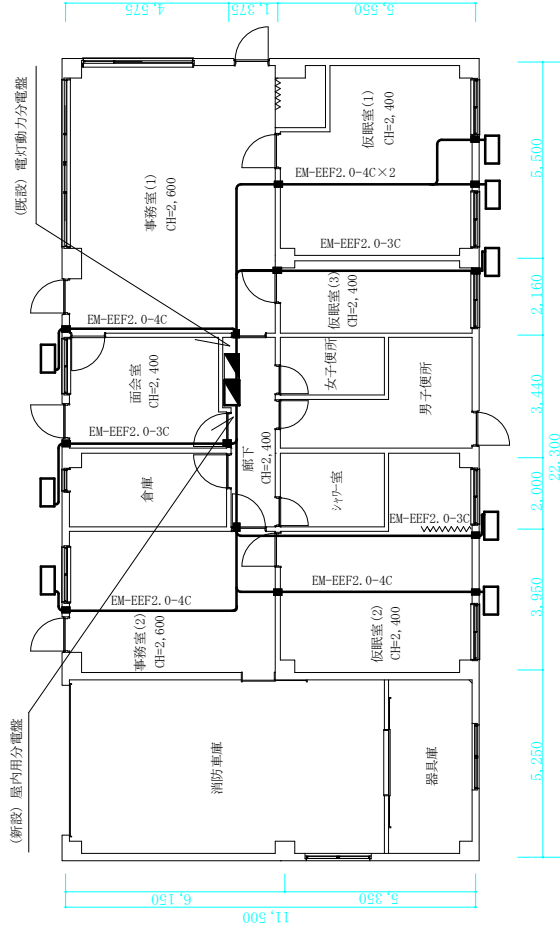 4,575
1,375
5,550
(既設) 電灯動力分電盤
事務室(1)
CH=2,600
仮眠室(1)
CH=2,400
EM-EEF2.0-4C×2
5,500
EM-EEF2.0-3C
仮眠室(3)
CH=2,400
2,160
EM-EEF2.0-4C
面会室
CH=2,400
女子便所
男子便所
3,440
22,300
EM-EEF2.0-3C
廊下
CH=2,400
倉庫
シャワー室
2,000
EM-EEF2.0-3C
EM-EEF2.0-4C
EM-EEF2.0-4C
事務室(2)
CH=2,600
仮眠室(2)
CH=2,400
3,950
(新設) 屋内用分電盤
消防車庫
器具庫
5,250
6,150
5,350
11,500